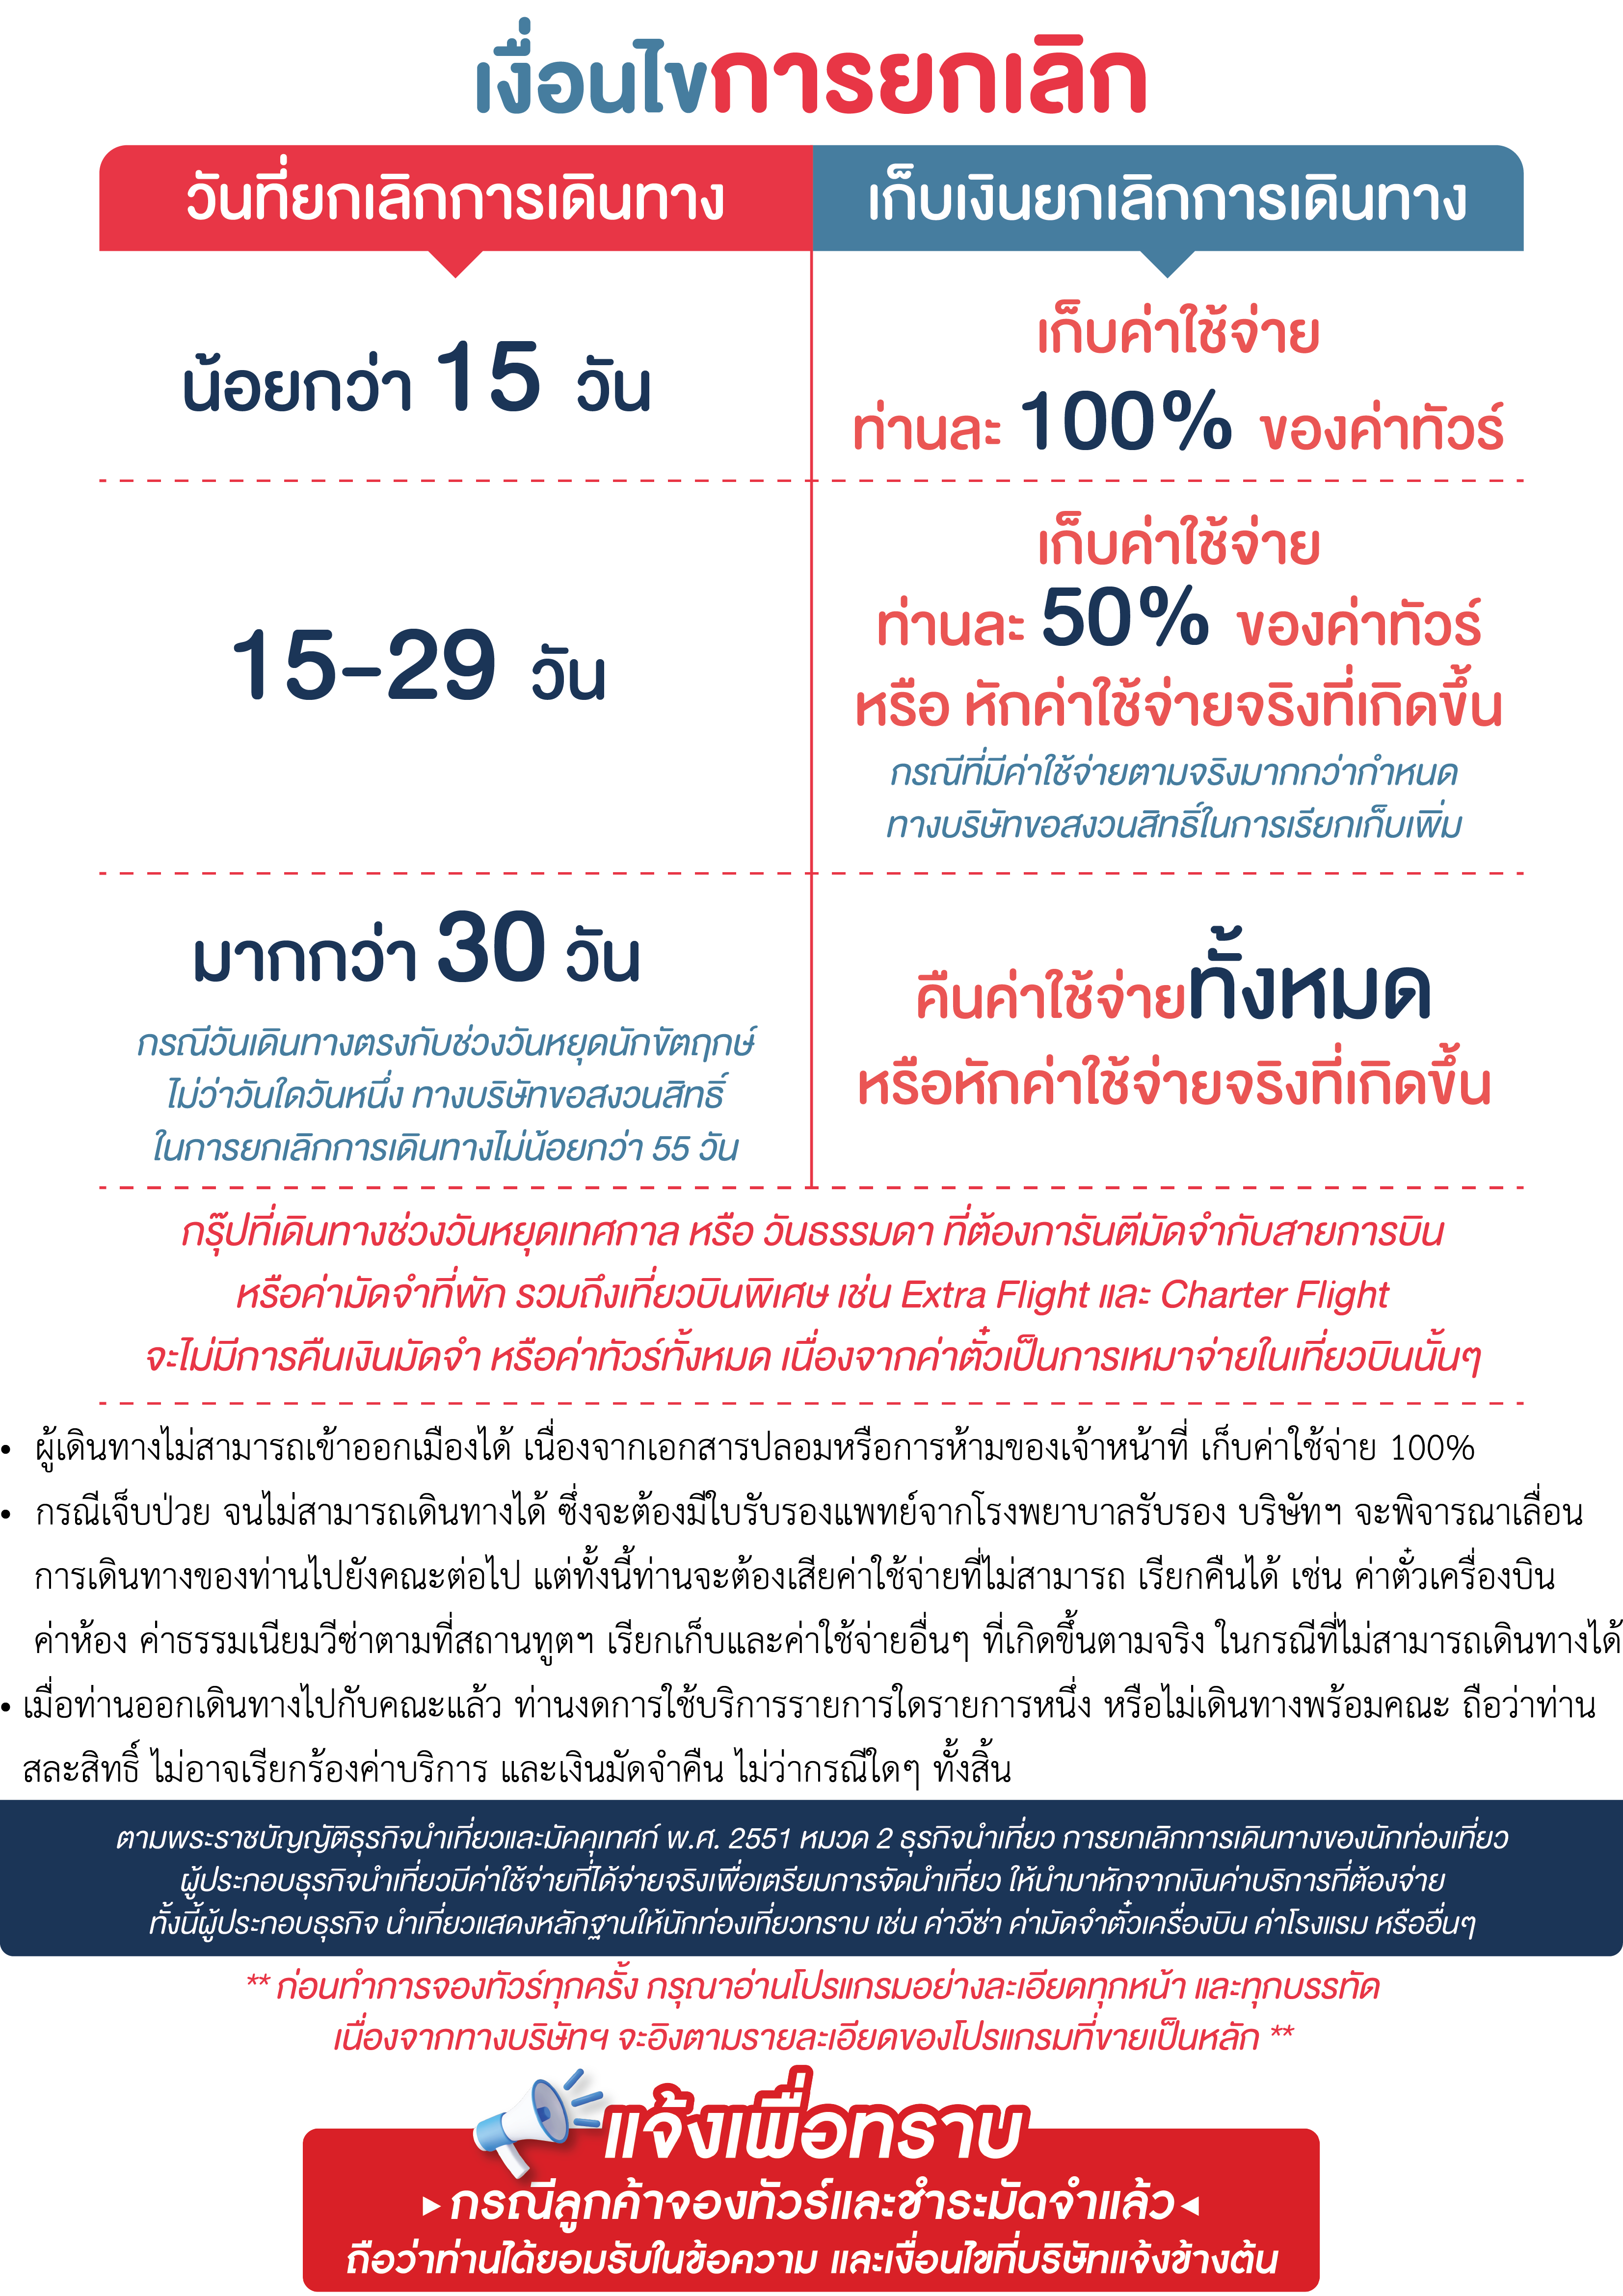 เงื่อนไขการยกเลิก
วันที่ยกเลิกการเดินทาง
เก็บเงินยกเลิกการเดินทาง
น้อยกว่า 15 วัน
เก็บค่าใช้จ่าย
ท่านละ 100% ของค่าทัวร์
15-29 วัน
เก็บค่าใช้จ่าย
ท่านละ 50% ของค่าทัวร์
หรือ หักค่าใช้จ่ายจริงที่เกิดขึ้น
กรณีที่มีค่าใช้จ่ายตามจริงมากกว่ากำหนด
ทางบริษัทขอสงวนสิทธิ์ในการเรียกเก็บเพิ่ม
มากกว่า 30 วัน
กรณีวันเดินทางตรงกับช่วงวันหยุดนักขัตฤกษ์
ไม่ว่าวันใดวันหนึ่ง ทางบริษัทขอสงวนสิทธิ์
ในการยกเลิกการเดินทางไม่น้อยกว่า 55 วัน
คืนค่าใช้จ่ายทั้งหมด
หรือหักค่าใช้จ่ายจริงที่เกิดขึ้น
กรุ๊ปที่เดินทางช่วงวันหยุดเทศกาล หรือ วันธรรมดา ที่ต้องการันตีมัดจำกับสายการบิน
หรือค่ามัดจำที่พัก รวมถึงเที่ยวบินพิเศษ เช่น Extra Flight และ Charter Flight
จะไม่มีการคืนเงินมัดจำ หรือค่าทัวร์ทั้งหมด เนื่องจากค่าตั๋วเป็นการเหมาจ่ายในเที่ยวบินนั้นๆ
• ผู้เดินทางไม่สามารถเข้าออกเมืองได้ เนื่องจากเอกสารปลอมหรือการห้ามของเจ้าหน้าที่ เก็บค่าใช้จ่าย 100%
• กรณีเจ็บป่วย จนไม่สามารถเดินทางได้ ซึ่งจะต้องมีใบรับรองแพทย์จากโรงพยาบาลรับรอง บริษัทฯ จะพิจารณาเลื่อน
การเดินทางของท่านไปยังคณะต่อไป แต่ทั้งนี้ท่านจะต้องเสียค่าใช้จ่ายที่ไม่สามารถ เรียกคืนได้ เช่น ค่าตั๋วเครื่องบิน
ค่าห้อง ค่าธรรมเนียมวีซ่าตามที่สถานทูตฯ เรียกเก็บและค่าใช้จ่ายอื่นๆ ที่เกิดขึ้นตามจริง ในกรณีที่ไม่สามารถเดินทางได้
• เมื่อท่านออกเดินทางไปกับคณะแล้ว ท่านงดการใช้บริการรายการใดรายการหนึ่ง หรือไม่เดินทางพร้อมคณะ ถือว่าท่าน
สละสิทธิ์ ไม่อาจเรียกร้องค่าบริการ และเงินมัดจำคืน ไม่ว่ากรณีใดๆ ทั้งสิ้น
ตามพระราชบัญญัติธุรกิจนำเที่ยวและมัคคุเทศก์ พ.ศ. 2551 หมวด 2 ธุรกิจนำเที่ยว การยกเลิกการเดินทางของนักท่องเที่ยว
ผู้ประกอบธุรกิจนำเที่ยวมีค่าใช้จ่ายที่ได้จ่ายจริงเพื่อเตรียมการจัดนำเที่ยว ให้นำมาหักจากเงินค่าบริการที่ต้องจ่าย
ทั้งนี้ผู้ประกอบธุรกิจ นำเที่ยวแสดงหลักฐานให้นักท่องเที่ยวทราบ เช่น ค่าวีซ่า ค่ามัดจำตั๋วเครื่องบิน ค่าโรงแรม หรืออื่นๆ
** ก่อนทำการจองทัวร์ทุกครั้ง กรุณาอ่านโปรแกรมอย่างละเอียดทุกหน้า และทุกบรรทัด
เนื่องจากทางบริษัทฯ จะอิงตามรายละเอียดของโปรแกรมที่ขายเป็นหลัก **
แจ้งเพื่อทราบ
▸ กรณีลูกค้าจองทัวร์และชำระมัดจำแล้ว ◂
ถือว่าท่านได้ยอมรับในข้อความ และเงื่อนไขที่บริษัทแจ้งข้างต้น